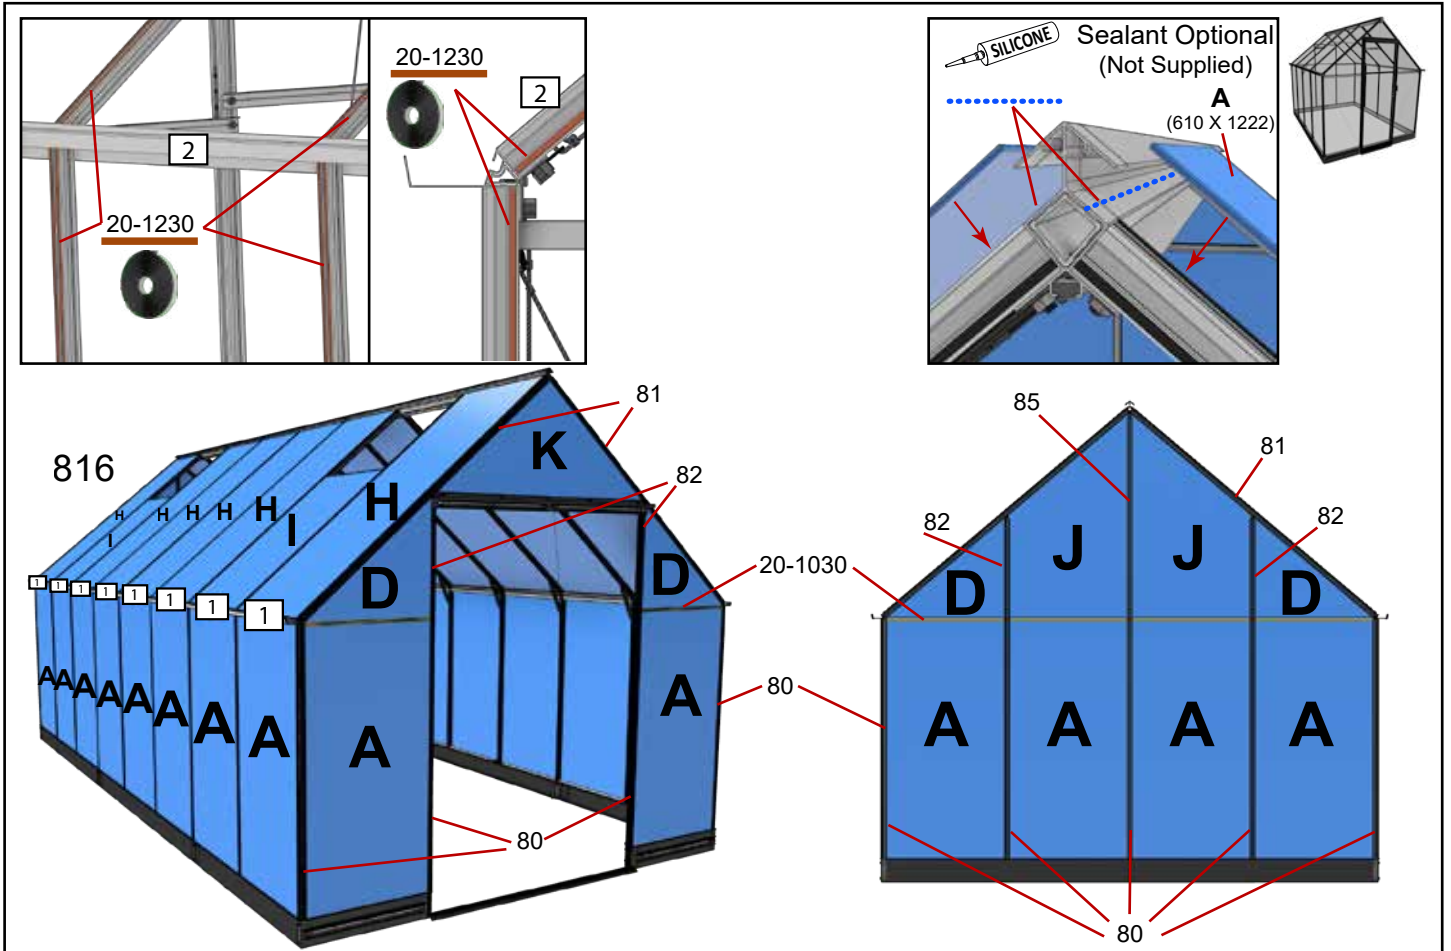 20-1230
2
20-1230
2
SILICONE
Sealant Optional
(Not Supplied)
A
(610 X 1222)
816
81
82
K
H
I
H
H
H
H
H
I
D
D
20-1030
1
1
1
1
1
1
1
1
A
A
A
A
A
A
A
A
A
A
80
80
85
81
82
82
J
J
D
D
A
A
A
A
80